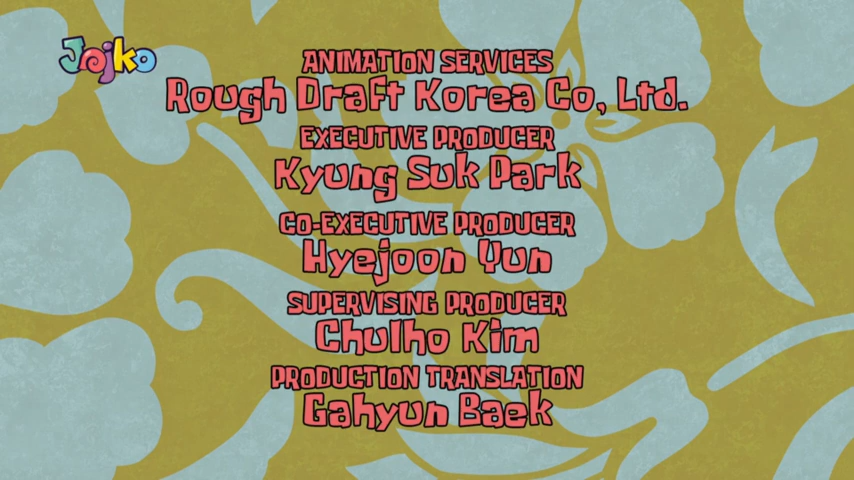 Jojko
ANIMATION SERVICES
Rough Draft Korea Co, Ltd.
EXECUTIVE PRODUCER
Kyung Suk Park
CO-EXECUTIVE PRODUCER
Hyejoon Yun
SUPERVISING PRODUCER
Chulho Kim
PRODUCTION TRANSLATION
Gahyun Baek